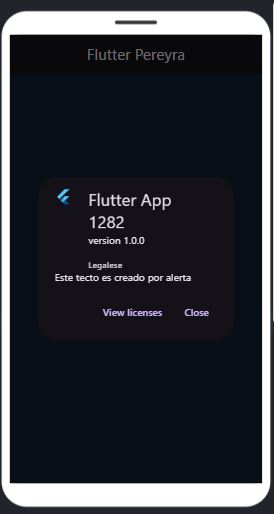 Flutter Pereyra
Flutter App
1282
version 1.0.0
Legalese
Este tecto es creado por alerta
View licenses
Close